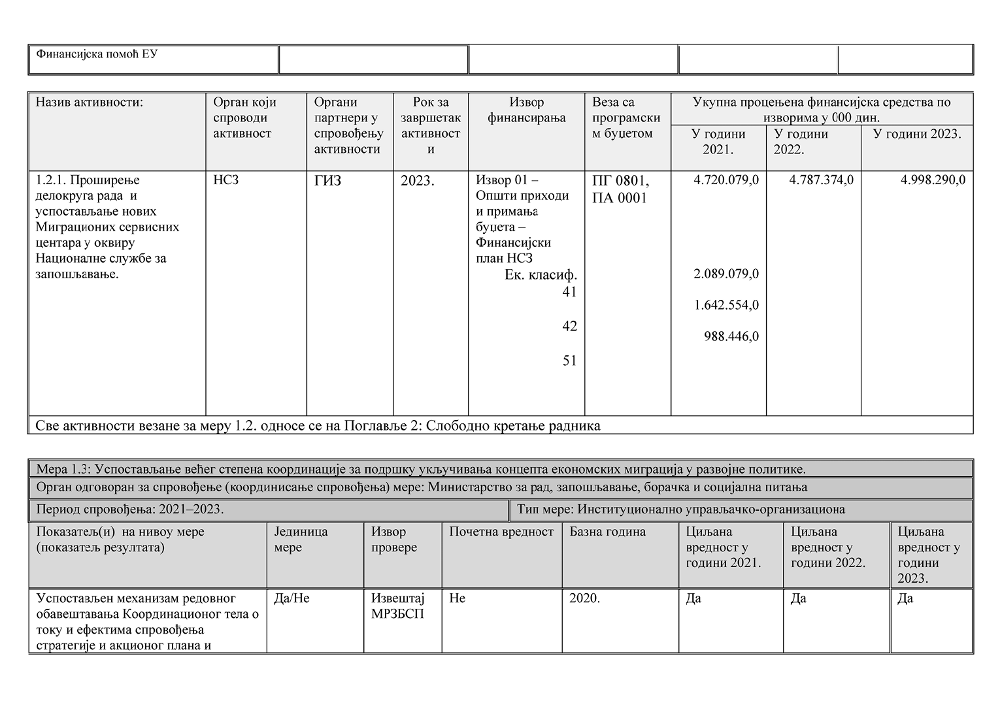 Финансијска помоћ ЕУ
Назив активности:
Орган који
спроводи
активност
Органи
партнери у
спровођењу
активности
Рок за
завршетак
активност
и
Извор
финансирања
Веза са
програмски
м буџетом
Укупна процењена финансијска средства по
изворима у 000 дин.
У години
2021.
У години
2022.
У години 2023.
1.2.1. Проширење
делокруга рада  и
успостављање нових
Миграционих сервисних
центара у оквиру
Националне службе за
запошљавање.
НСЗ
ГИЗ
2023.
Извор 01 –
Општи приходи
и примања
буџета –
Финансијски
план НСЗ
Ек. класиф.
41
42
51
ПГ 0801,
ПА 0001
4.720.079,0
2.089.079,0
1.642.554,0
988.446,0
4.787.374,0
4.998.290,0
Све активности везане за меру 1.2. односе се на Поглавље 2: Слободно кретање радника
Мера 1.3: Успостављање већег степена координације за подршку укључивања концепта економских миграција у развојне политике.
Орган одговоран за спровођење (координисање спровођења) мере: Министарство за рад, запошљавање, борачка и социјална питања
Период спровођења: 2021–2023.
Тип мере: Институционално управљачко-организациона
Показатељ(и)  на нивоу мере
(показатељ резултата)
Јединица
мере
Извор
провере
Почетна вредност
Базна година
Циљана
вредност у
години 2021.
Циљана
вредност у
години 2022.
Циљана
вредност у
години
2023.
Успостављен механизам редовног
обавештавања Координационог тела о
току и ефектима спровођења
стратегије и акционог плана и
Да/Не
Извештај
МРЗБСП
Не
2020.
Да
Да
Да